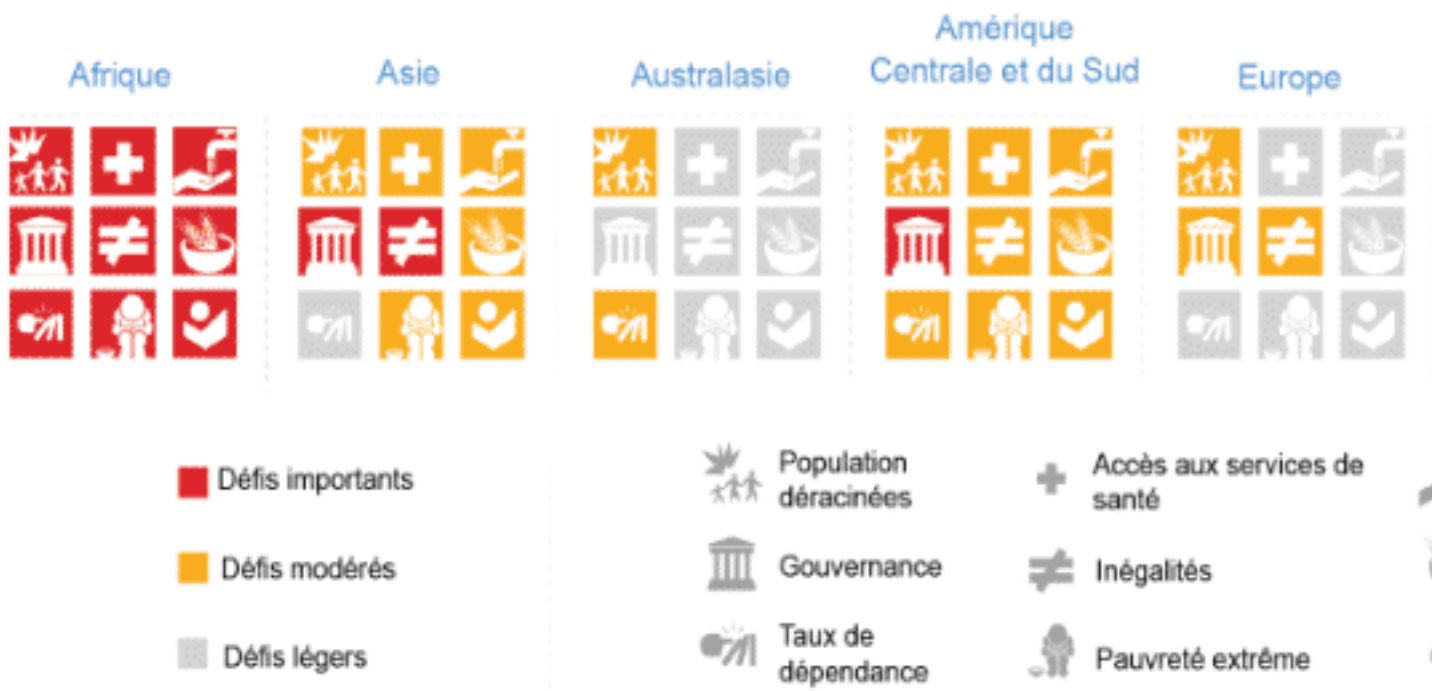 Afrique
Asie
Australasie
Amérique
Centrale et du Sud
Europe
Défis importants
Défis modérés
Défis légers
Population
déracinées
Accès aux services de
santé
Gouvernance
Inégalités
Taux de
dépendance
Pauvreté extrême